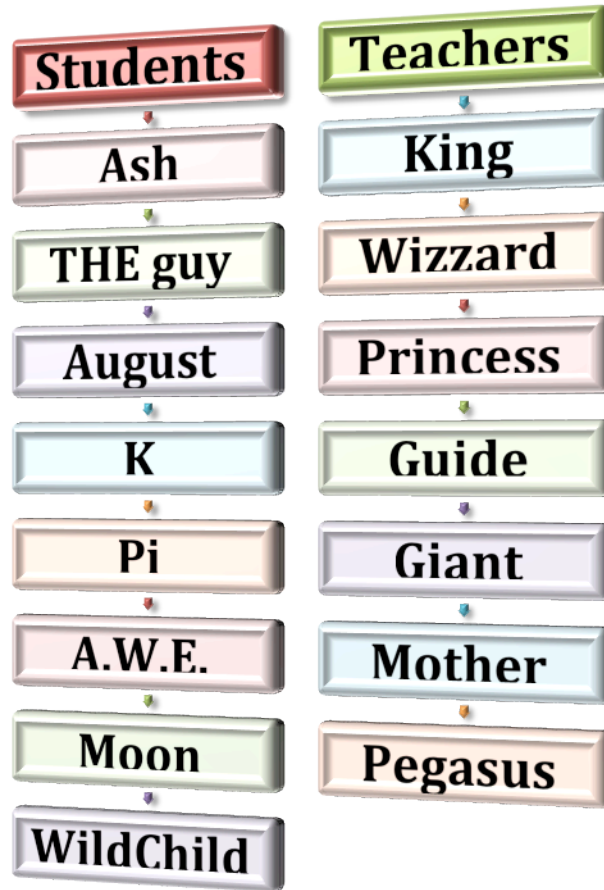 Students
Ash
THE guy
August
K
Pi
A.W.E.
Moon
WildChild
Teachers
King
Wizzard
Princess
Guide
Giant
Mother
Pegasus